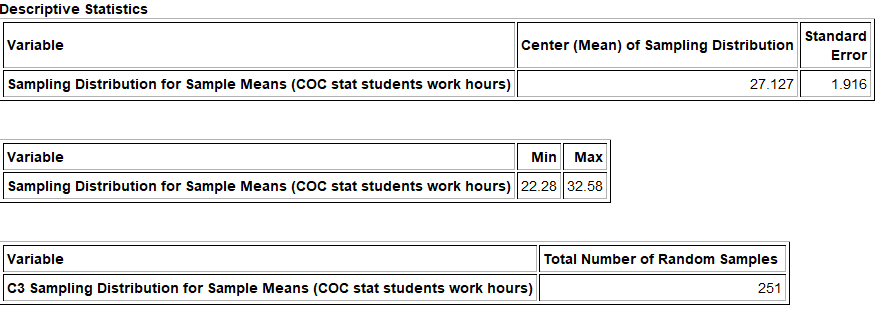 Descriptive Statistics
Variable Center (Mean) of Sampling Distribution Standard Error
Sampling Distribution for Sample Means (COC stat students work hours) 27.127 1.916
Variable Min Max
Sampling Distribution for Sample Means (COC stat students work hours) 22.28 32.58
Variable Total Number of Random Samples
C3 Sampling Distribution for Sample Means (COC stat students work hours) 251